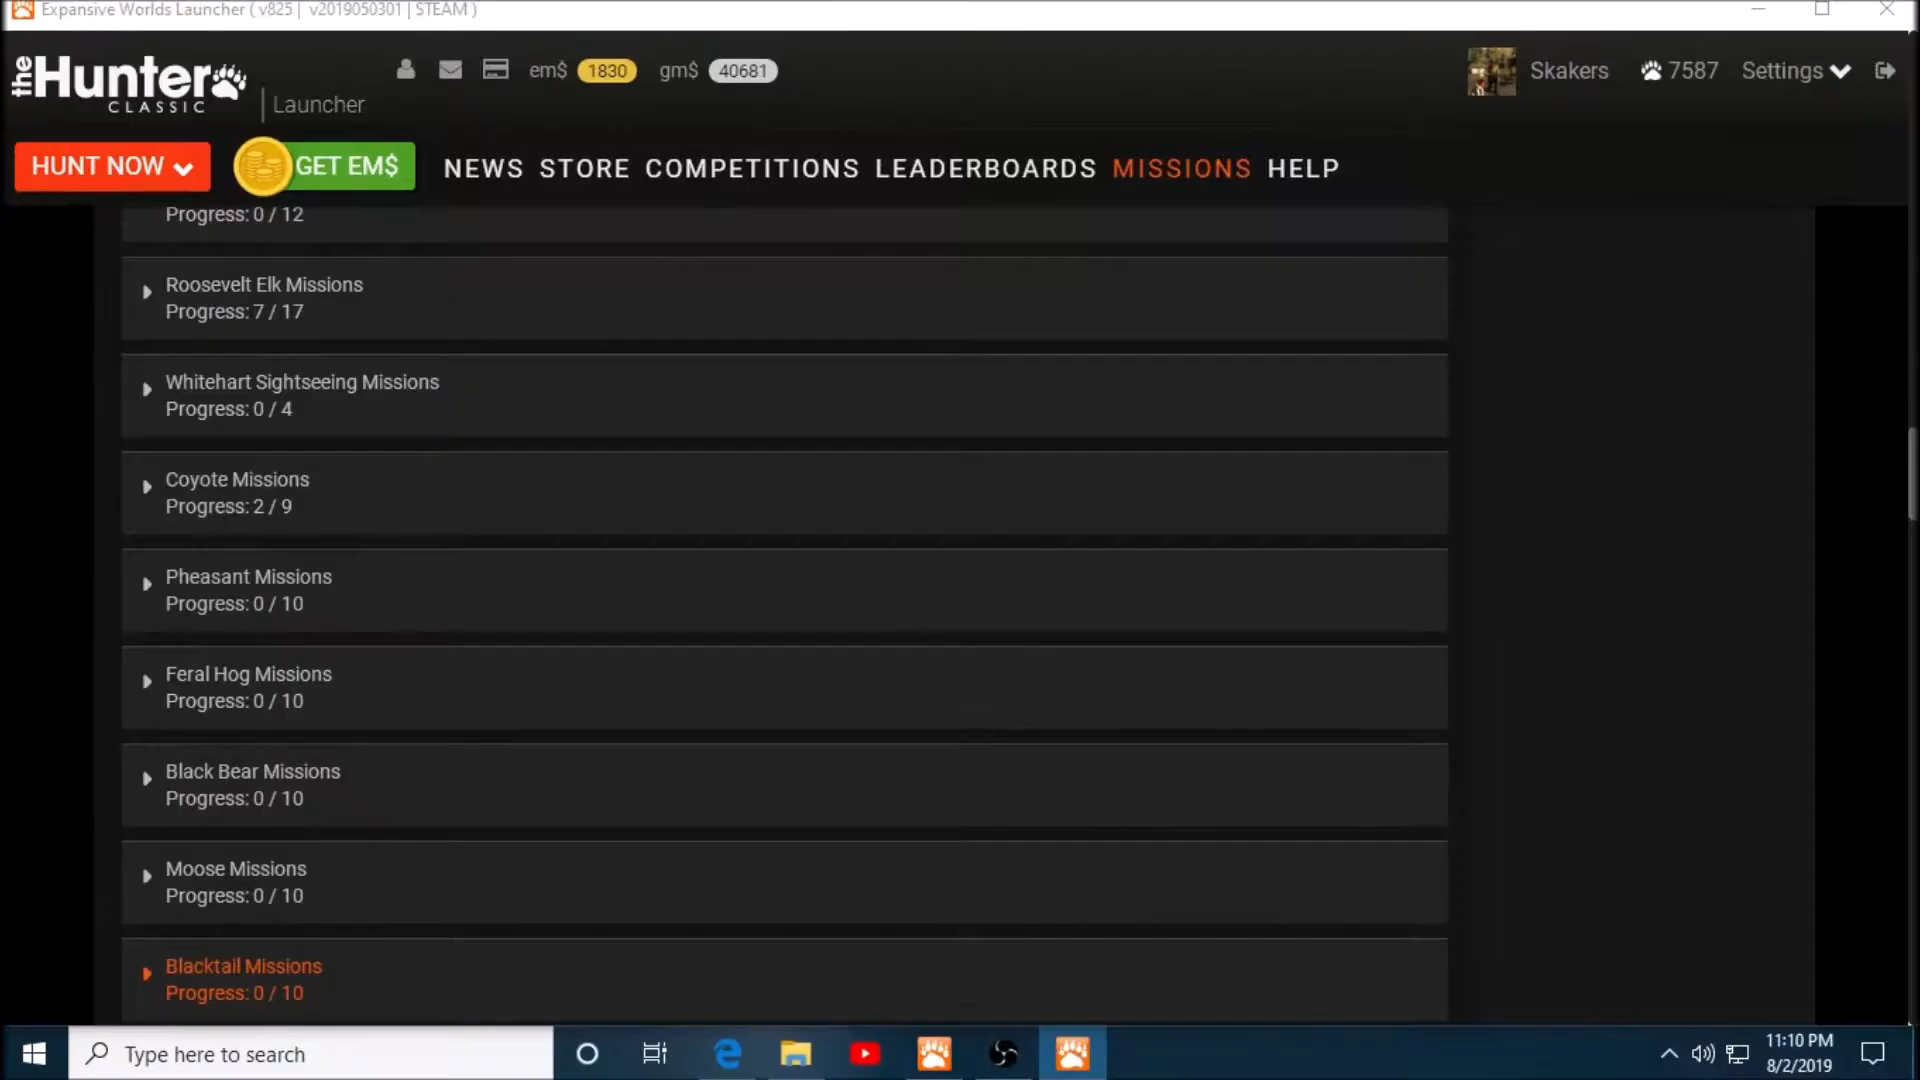 Expansive Worlds Launcher ( v825 | v2019050301 | STEAM )
theHunter
CLASSIC
Launcher
em$ 1830 gm$ 40681
Skakers 7587 Settings
HUNT NOW GET EM$ NEWS STORE COMPETITIONS LEADERBOARDS MISSIONS HELP
Progress: 0 / 12
Roosevelt Elk Missions
Progress: 7 / 17
Whitehart Sightseeing Missions
Progress: 0 / 4
Coyote Missions
Progress: 2 / 9
Pheasant Missions
Progress: 0 / 10
Feral Hog Missions
Progress: 0 / 10
Black Bear Missions
Progress: 0 / 10
Moose Missions
Progress: 0 / 10
Blacktail Missions
Progress: 0 / 10
Type here to search
11:10 PM
8/2/2019